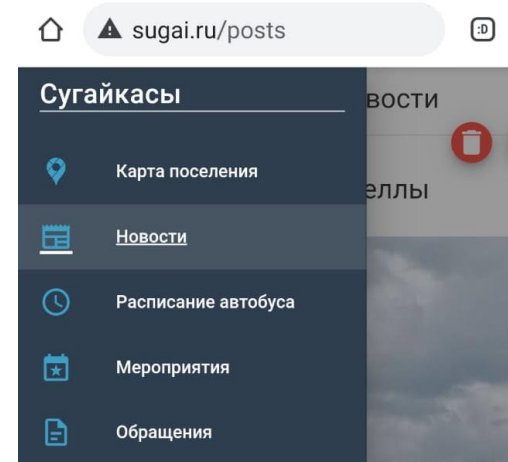 sugai.ru/posts
:D
Сугайкасы
вости
Карта поселения
еллы
Новости
Расписание автобуса
Мероприятия
Обращения